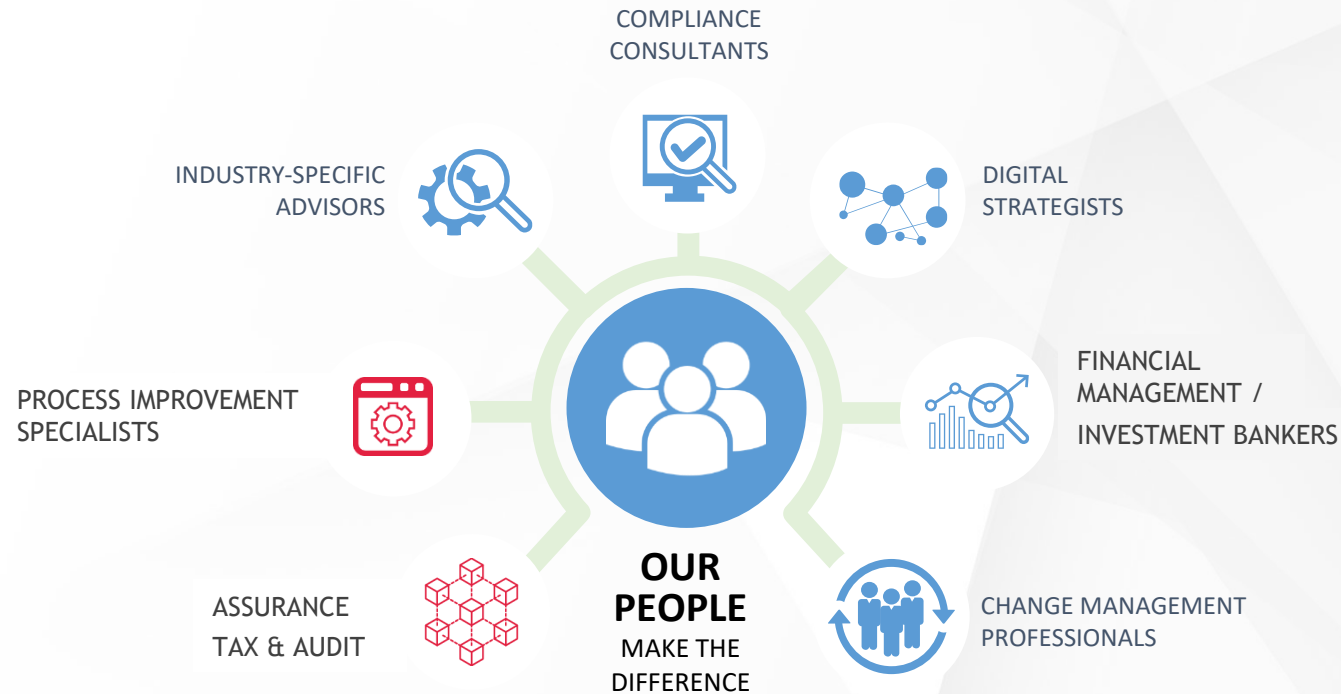 COMPLIANCE
CONSULTANTS
INDUSTRY-SPECIFIC
ADVISORS
DIGITAL
STRATEGISTS
PROCESS IMPROVEMENT
SPECIALISTS
FINANCIAL
MANAGEMENT /
INVESTMENT BANKERS
ASSURANCE
TAX & AUDIT
OUR
PEOPLE
MAKE THE
DIFFERENCE
CHANGE MANAGEMENT
PROFESSIONALS